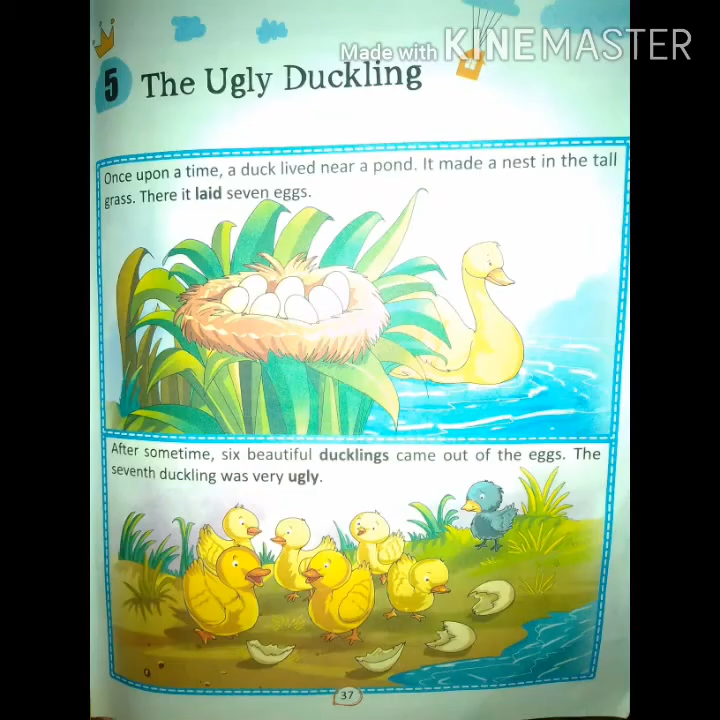 Made with KINEMASTER
5 The Ugly Duckling
Once upon a time, a duck lived near a pond. It made a nest in the tall
grass. There it laid seven eggs.
After sometime, six beautiful ducklings came out of the eggs. The
seventh duckling was very ugly.
37